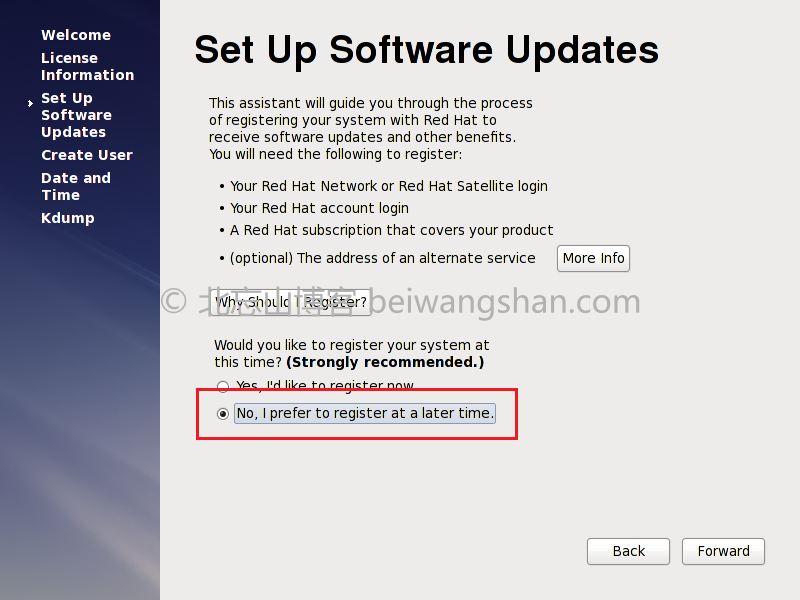 Welcome
License
Information
Set Up
Software
Updates
Create User
Date and
Time
Kdump
Set Up Software Updates
This assistant will guide you through the process
of registering your system with Red Hat to
receive software updates and other benefits.
You will need the following to register:
• Your Red Hat Network or Red Hat Satellite login
• Your Red Hat account login
• A Red Hat subscription that covers your product
• (optional) The address of an alternate service
More Info
Why Should I Register?
© 北忘山博客 beiwangshan.com
Would you like to register your system at
this time? (Strongly recommended.)
Yes, I'd like to register now.
No, I prefer to register at a later time.
Back
Forward